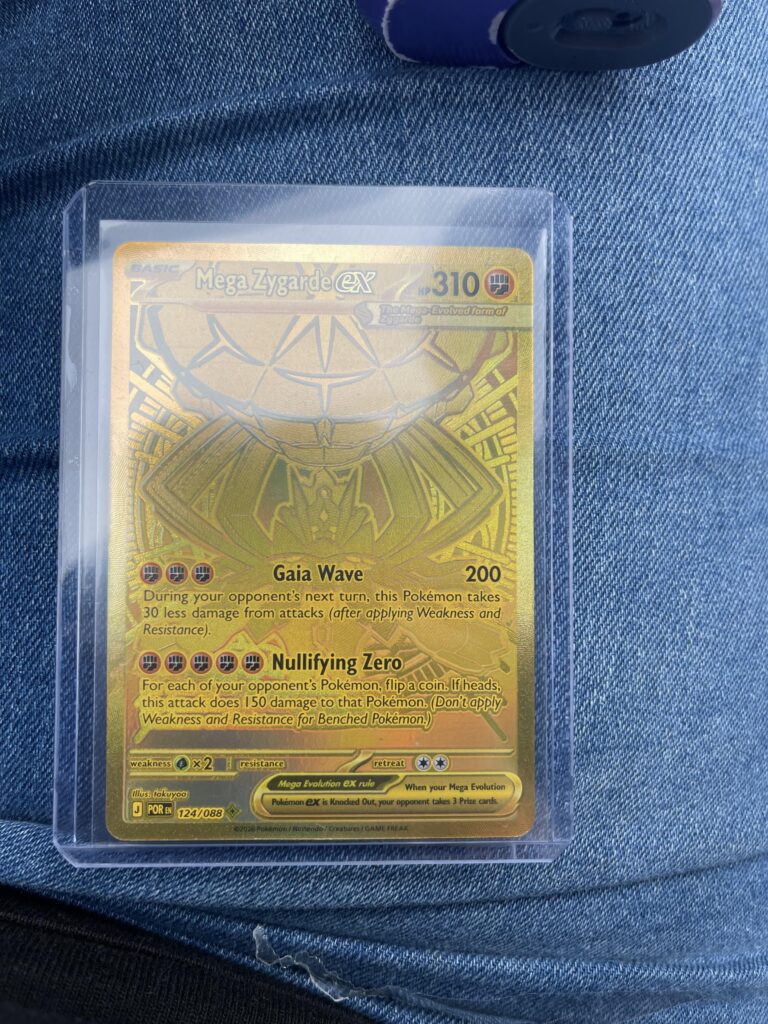 BASIC Mega Zygarde ex HP 310
The Mega-Evolved form of
Zygarde
Gaia Wave 200
During your opponent's next turn, this Pokémon takes
30 less damage from attacks (after applying Weakness and
Resistance).
Nullifying Zero
For each of your opponent's Pokémon, flip a coin. If heads,
this attack does 150 damage to that Pokémon. (Don't apply
Weakness and Resistance for Benched Pokémon.)
weakness ×2 resistance retreat
Mega Evolution ex rule When your Mega Evolution
Pokémon ex is Knocked Out, your opponent takes 3 Prize cards.
Illus. takuyoa
J POR EN 124/088
©2026 Pokémon / Nintendo / Creatures / GAME FREAK